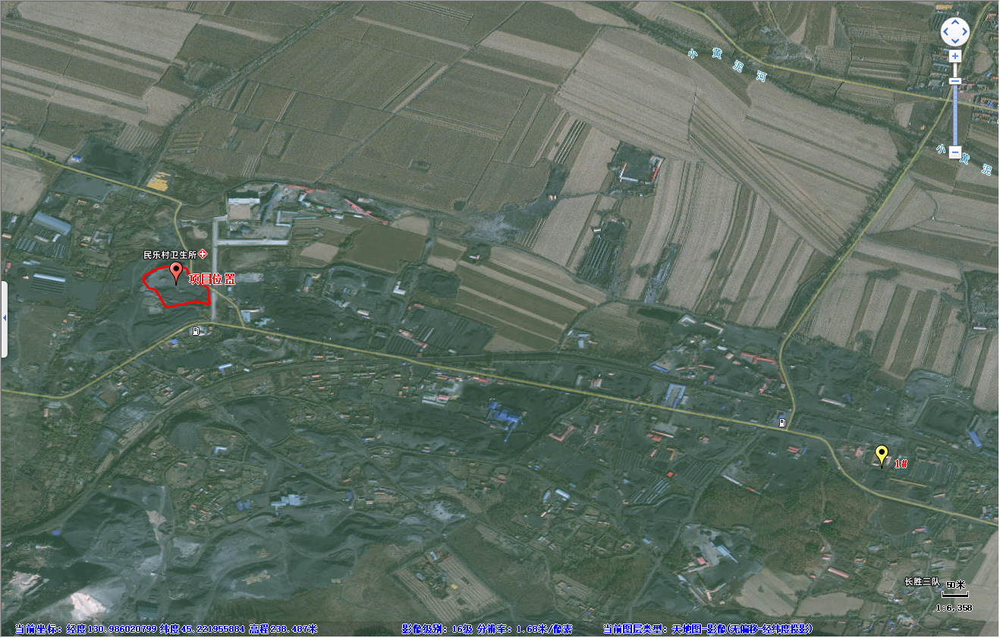 小黄泥河
小黄泥
民乐村卫生所
项目位置
1#
长胜三队
50米
1:6,358
当前坐标：经度130.986020799 纬度45.221955884 高程238.487米
影像级别：16级 分辨率：1.68米/像素
当前图层类型：天地图-影像(无偏移-经纬度投影)